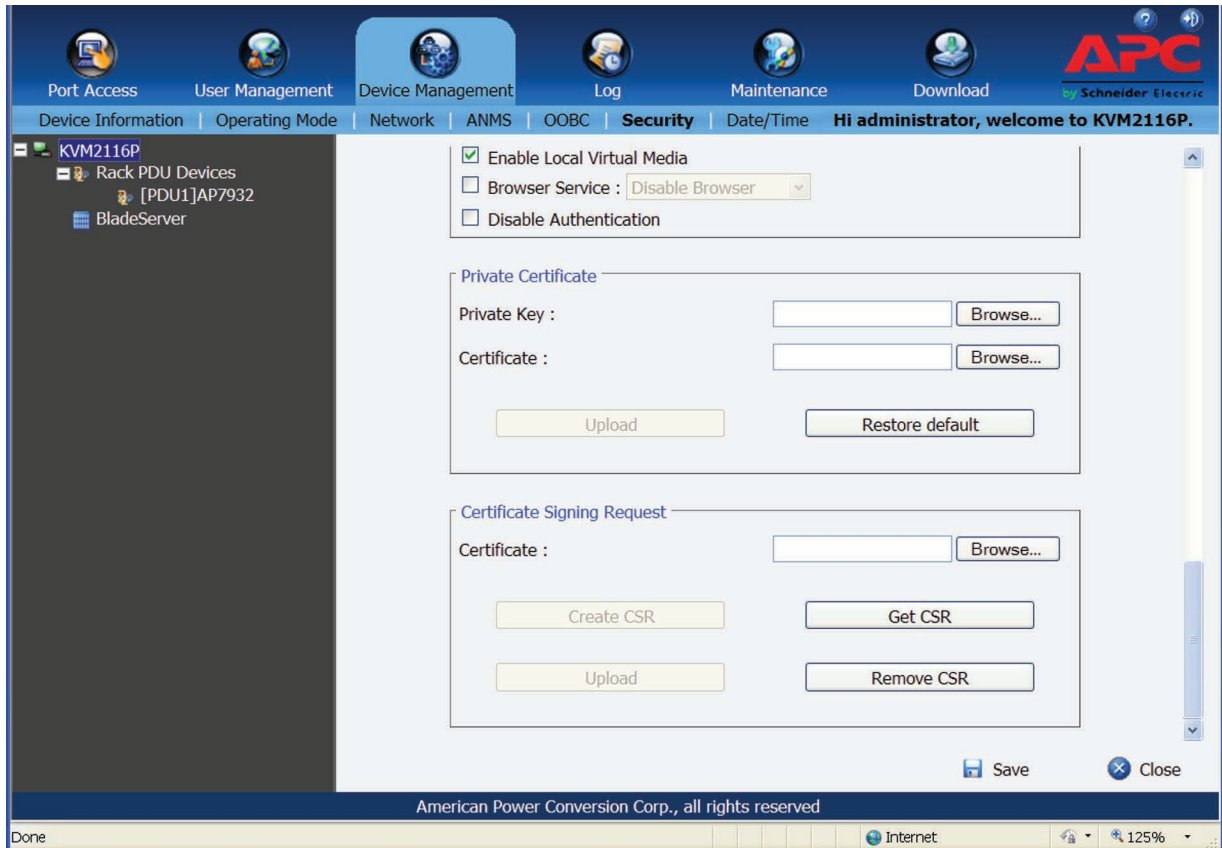 APC
by Schneider Electric
Port Access User Management Device Management Log Maintenance Download
Device Information | Operating Mode | Network | ANMS | OOBC | Security | Date/Time Hi administrator, welcome to KVM2116P.
KVM2116P
Rack PDU Devices
[PDU1]AP7932
BladeServer
Enable Local Virtual Media
Browser Service : Disable Browser
Disable Authentication
Private Certificate
Private Key : Browse...
Certificate : Browse...
Upload Restore default
Certificate Signing Request
Certificate : Browse...
Create CSR Get CSR
Upload Remove CSR
Save Close
American Power Conversion Corp., all rights reserved
Done Internet 125%